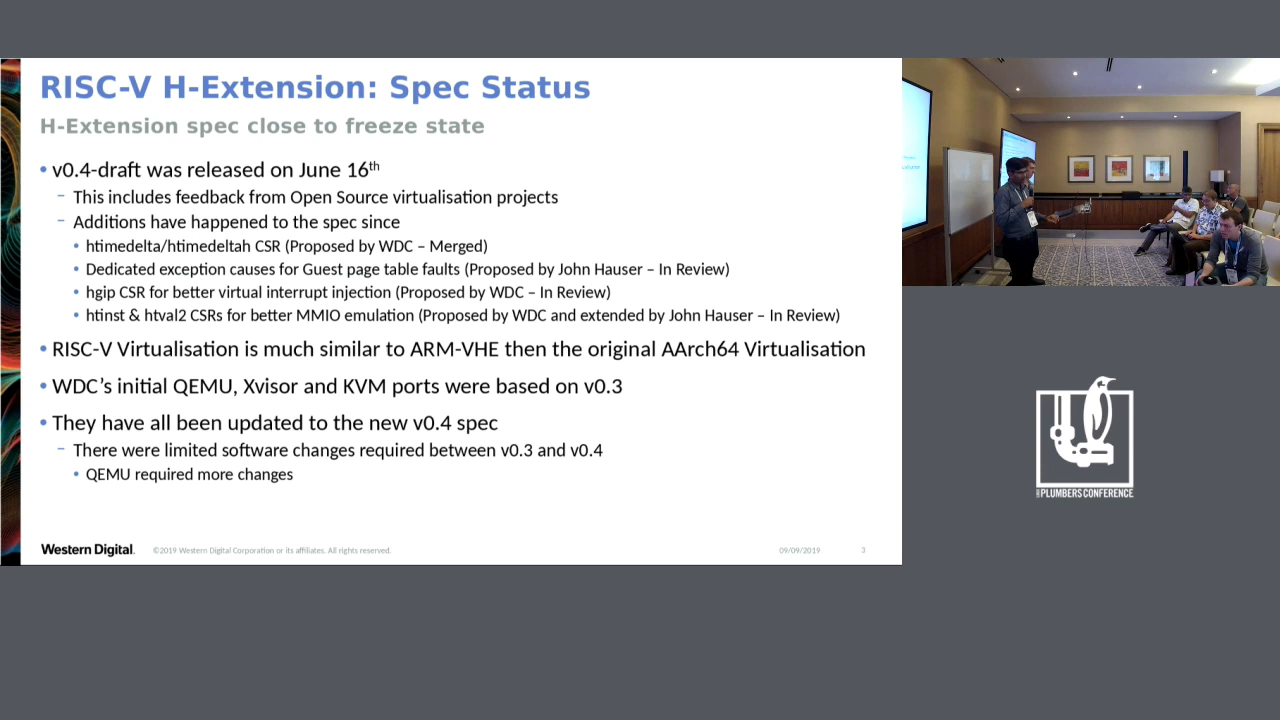 RISC-V H-Extension: Spec Status
H-Extension spec close to freeze state
• v0.4-draft was released on June 16th
– This includes feedback from Open Source virtualisation projects
– Additions have happened to the spec since
• htimedelta/htimedeltah CSR (Proposed by WDC – Merged)
• Dedicated exception causes for Guest page table faults (Proposed by John Hauser – In Review)
• hgip CSR for better virtual interrupt injection (Proposed by WDC – In Review)
• htinst & htval2 CSRs for better MMIO emulation (Proposed by WDC and extended by John Hauser – In Review)
• RISC-V Virtualisation is much similar to ARM-VHE then the original AArch64 Virtualisation
• WDC’s initial QEMU, Xvisor and KVM ports were based on v0.3
• They have all been updated to the new v0.4 spec
– There were limited software changes required between v0.3 and v0.4
• QEMU required more changes
Western Digital.
©2019 Western Digital Corporation or its affiliates. All rights reserved.
09/09/2019
3
PLUMBERS CONFERENCE